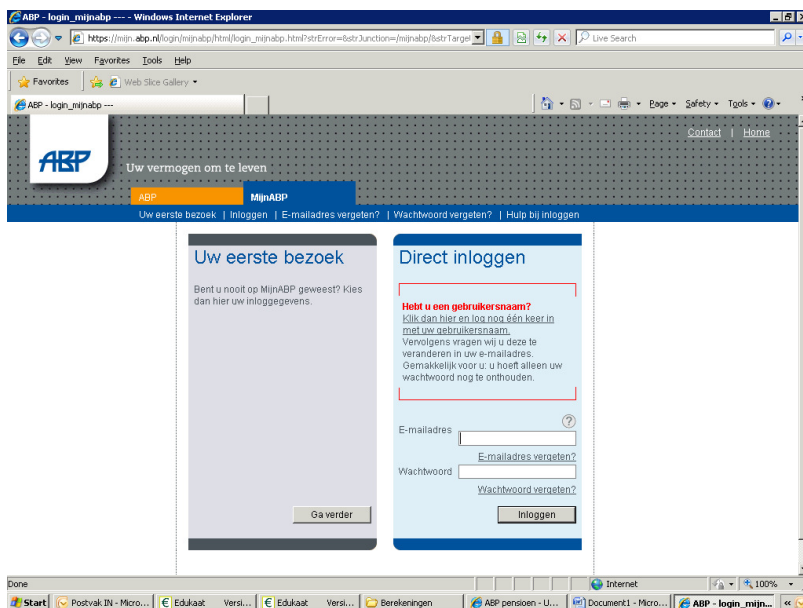 ABP - login_mijnabp --- - Windows Internet Explorer
https://mijn.abp.nl/login/mijnabp/html/login_mijnabp.html?strError=&strJunction=/mijnabp/&strTarge
Live Search
File Edit View Favorites Tools Help
Favorites Web Slice Gallery
ABP - login_mijnabp ---
Page Safety Tools
Contact | Home
ABP
Uw vermogen om te leven
ABP MijnABP
Uw eerste bezoek | Inloggen | E-mailadres vergeten? | Wachtwoord vergeten? | Hulp bij inloggen
Uw eerste bezoek
Bent u nooit op MijnABP geweest? Kies
dan hier uw inloggegevens.
Ga verder
Direct inloggen
Hebt u een gebruikersnaam?
Klik dan hier en log nog één keer in
met uw gebruikersnaam.
Vervolgens vragen wij u deze te
veranderen in uw e-mailadres.
Gemakkelijk voor u: u hoeft alleen uw
wachtwoord nog te onthouden.
?
E-mailadres
E-mailadres vergeten?
Wachtwoord
Wachtwoord vergeten?
Inloggen
Done Internet 100%
Start Postvak IN - Micro... Edukaat Versi... Edukaat Versi... Berekeningen ABP pensioen - U... Document1 - Micro... ABP - login_mijn... «